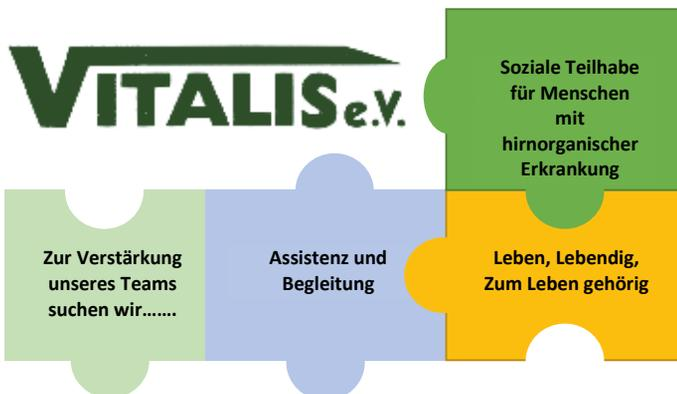 VITALIS e.V.
Soziale Teilhabe
für Menschen
mit
hirnorganischer
Erkrankung
Zur Verstärkung
unseres Teams
suchen wir…….
Assistenz und
Begleitung
Leben, Lebendig,
Zum Leben gehörig